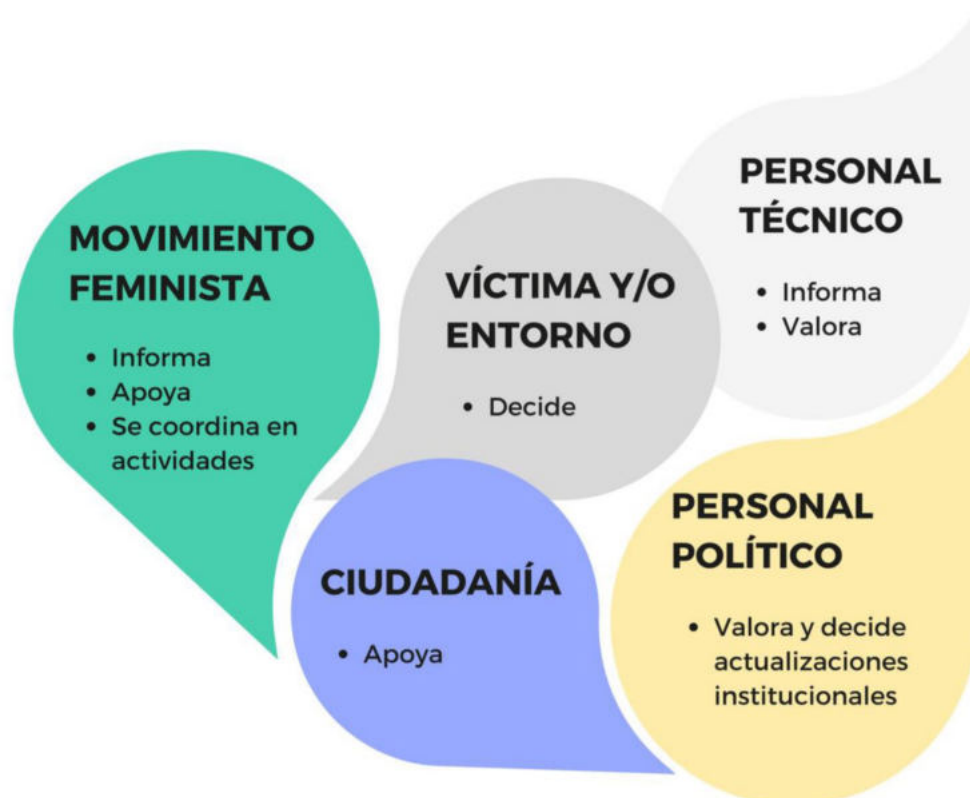 MOVIMIENTO
FEMINISTA
• Informa
• Apoya
• Se coordina en
actividades
VÍCTIMA Y/O
ENTORNO
• Decide
PERSONAL
TÉCNICO
• Informa
• Valora
CIUDADANÍA
• Apoya
PERSONAL
POLÍTICO
• Valora y decide
actualizaciones
institucionales